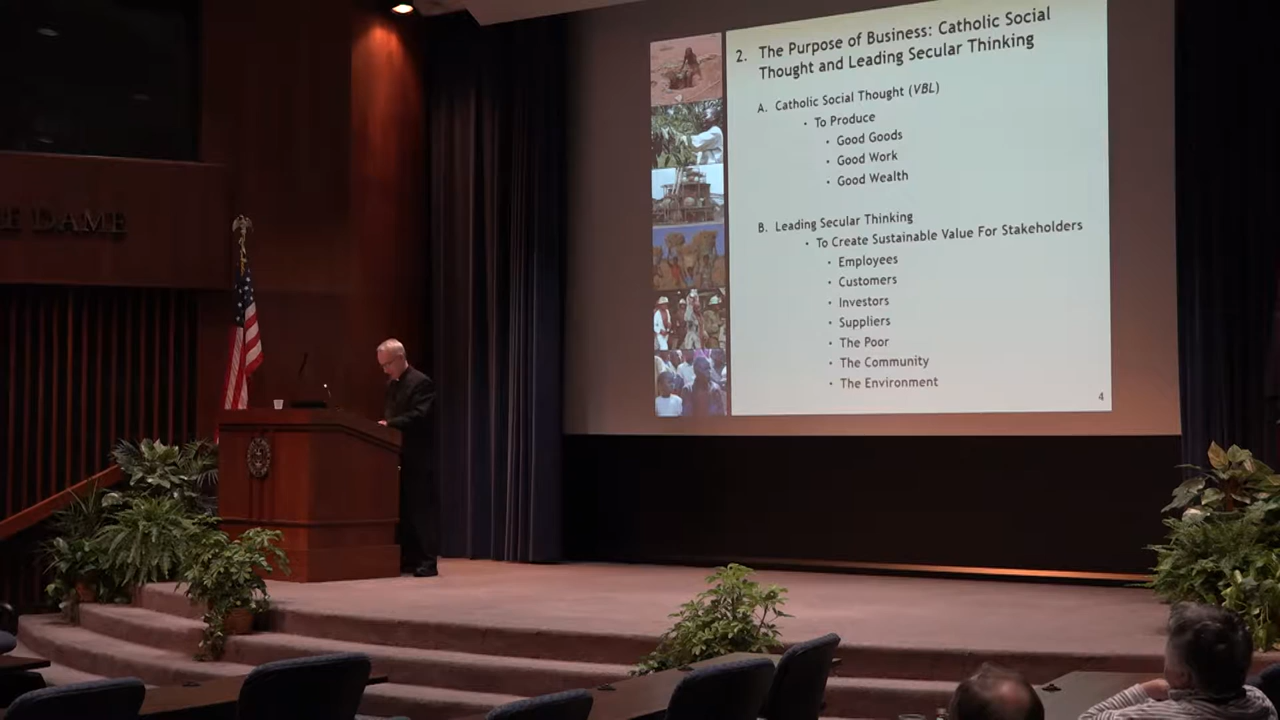 2. The Purpose of Business: Catholic Social
Thought and Leading Secular Thinking
A. Catholic Social Thought (VBL)
• To Produce
• Good Goods
• Good Work
• Good Wealth
B. Leading Secular Thinking
• To Create Sustainable Value For Stakeholders
• Employees
• Customers
• Investors
• Suppliers
• The Poor
• The Community
• The Environment
4
E DAME